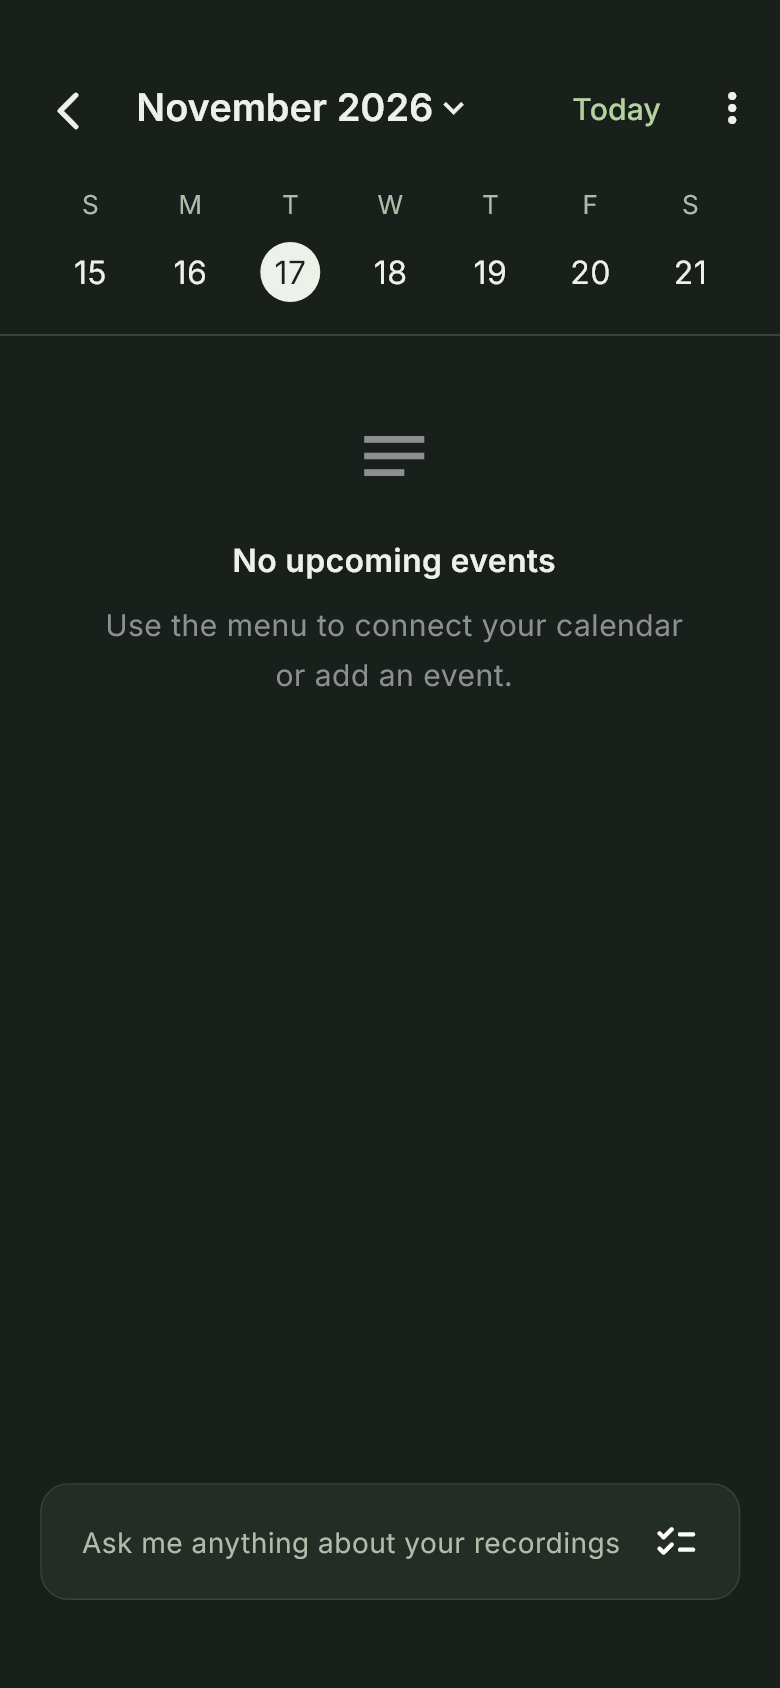 November 2026
Today
S M T W T F S
15 16 17 18 19 20 21
No upcoming events
Use the menu to connect your calendar
or add an event.
Ask me anything about your recordings